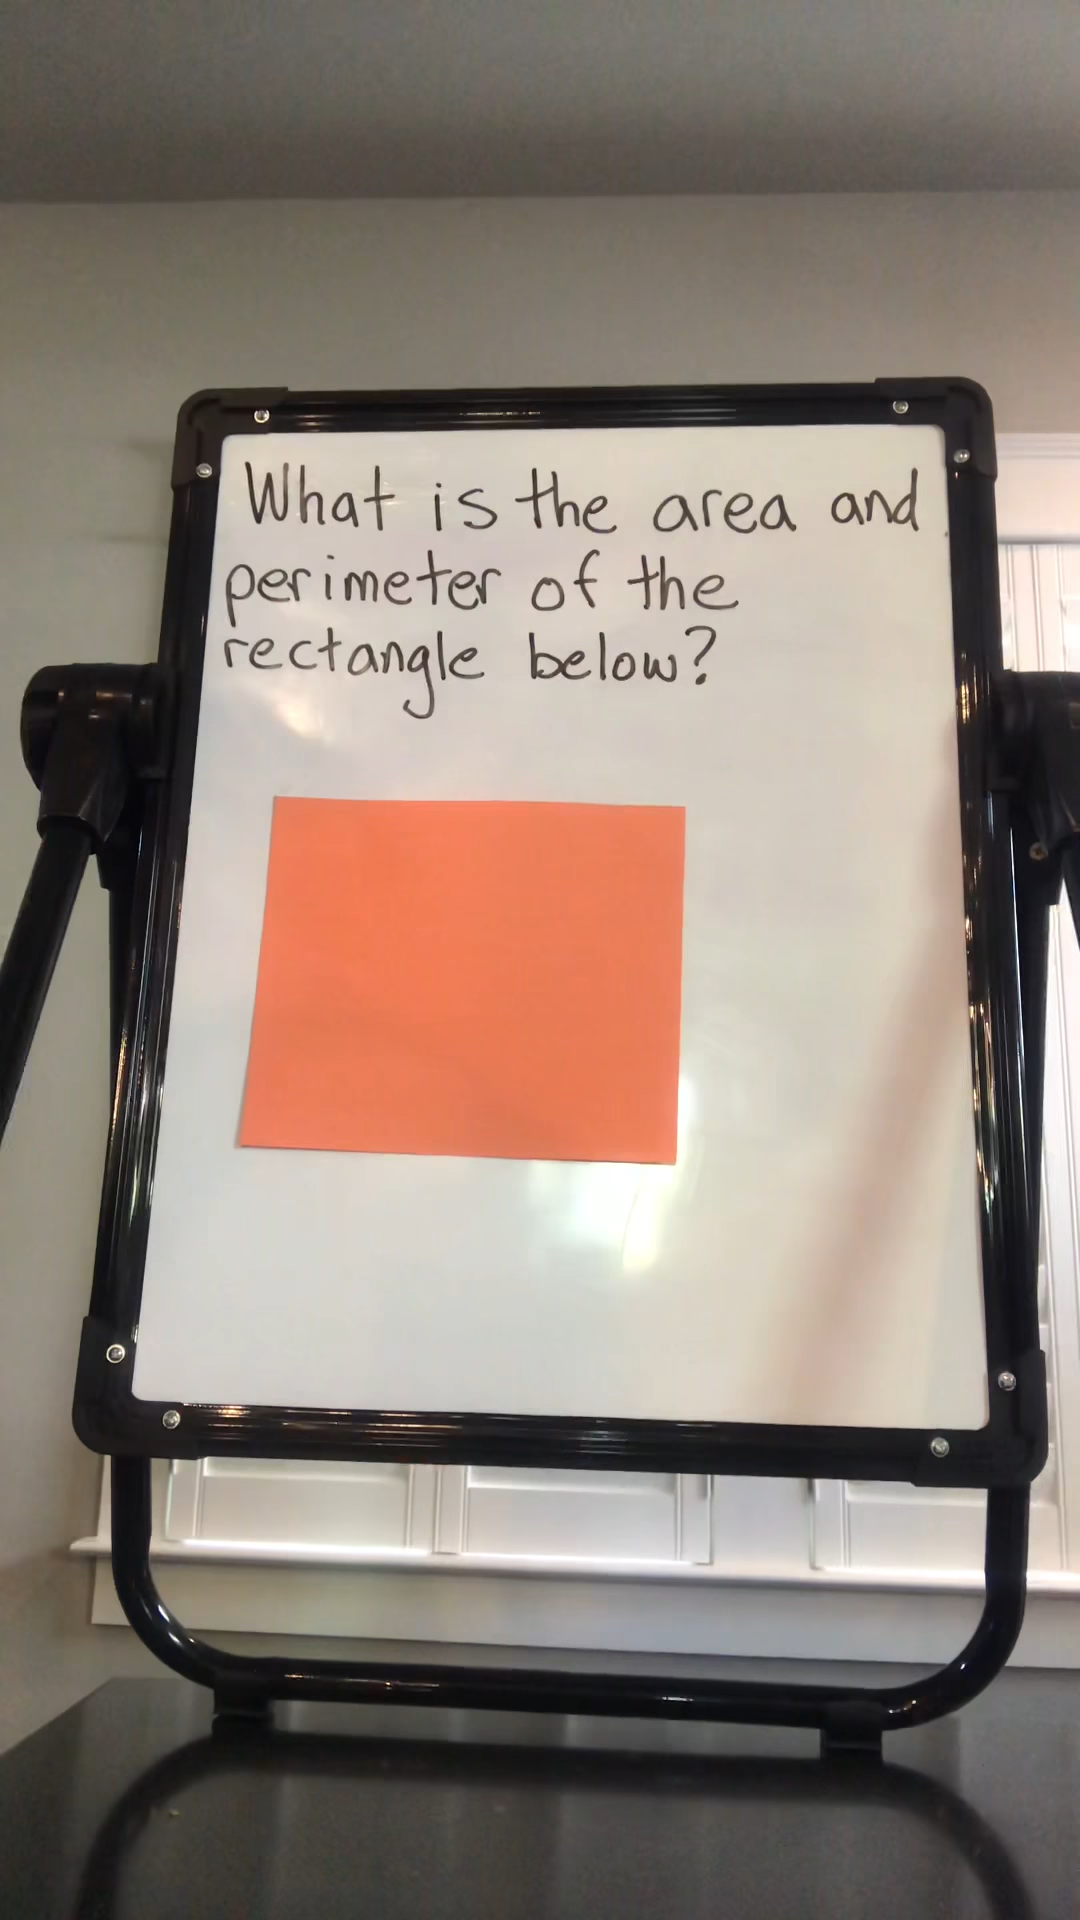 What is the area and
perimeter of the
rectangle below?